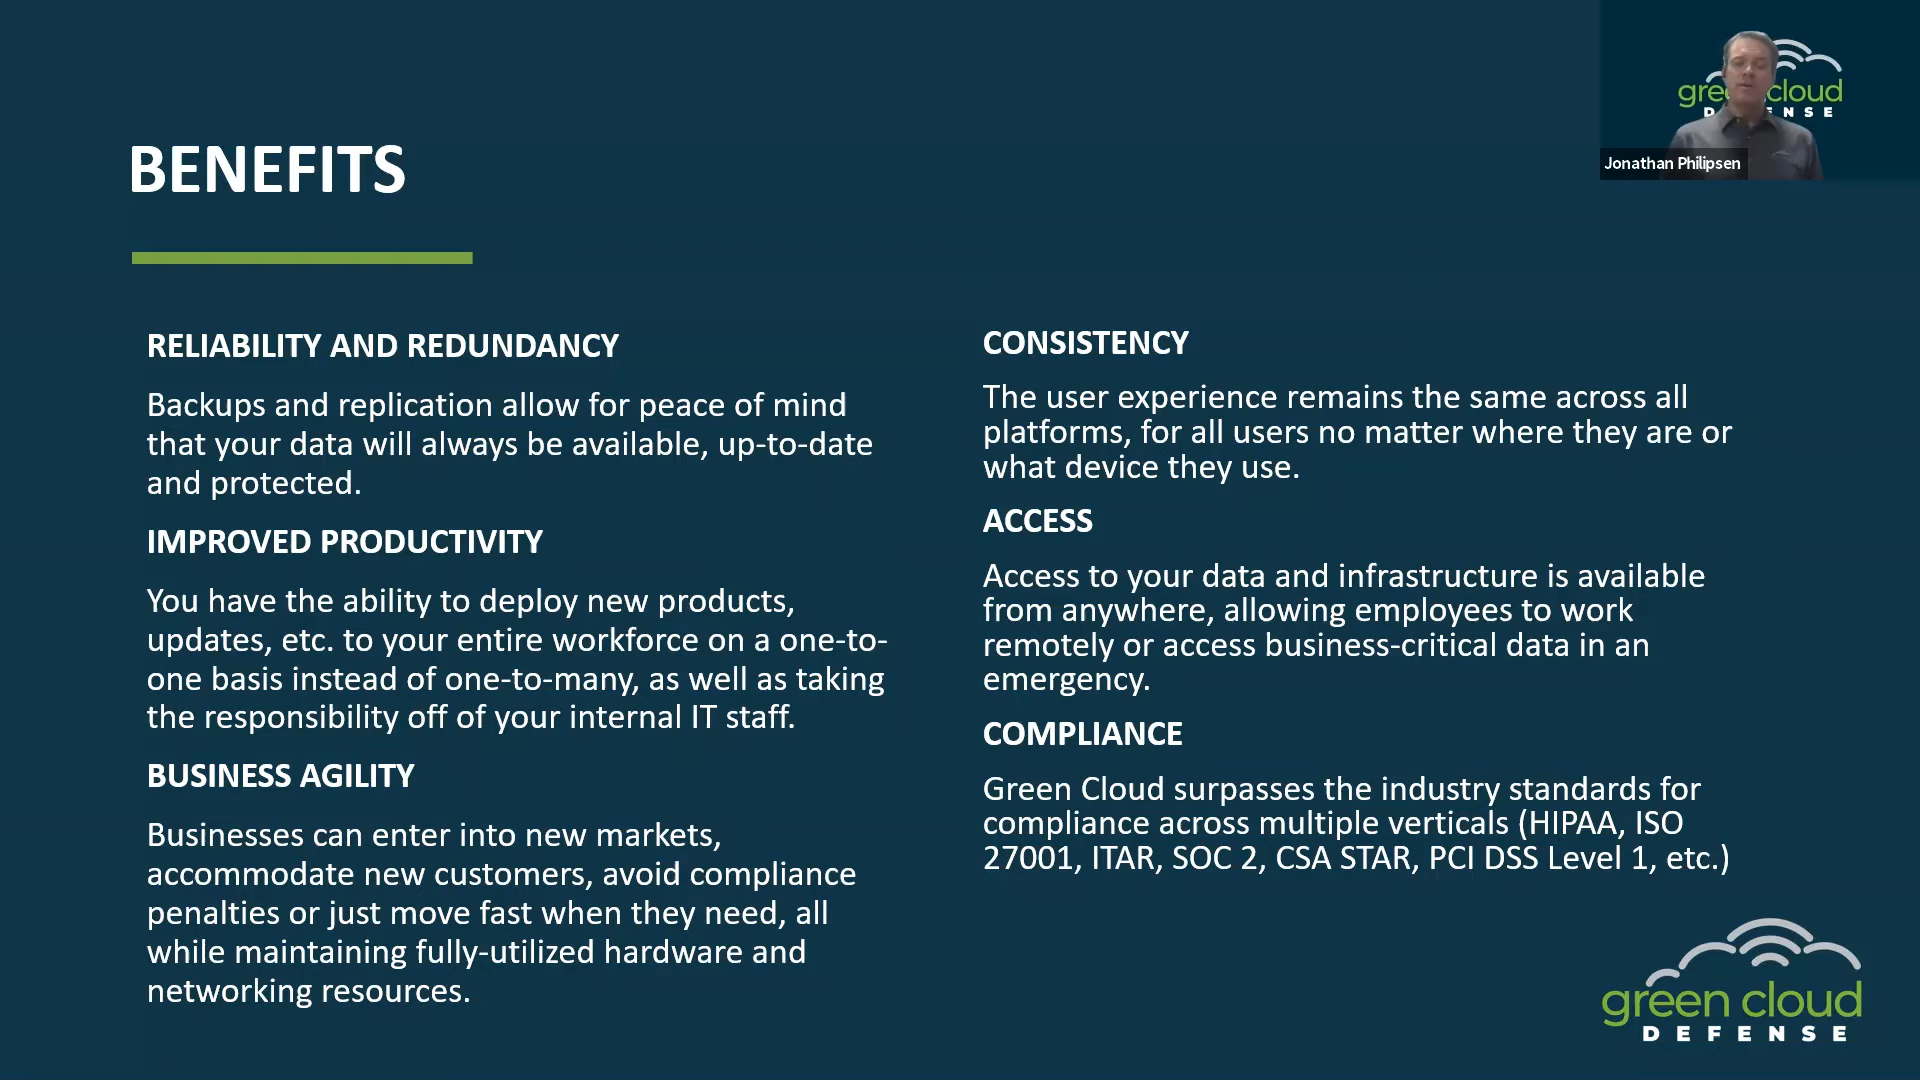 BENEFITS
RELIABILITY AND REDUNDANCY
Backups and replication allow for peace of mind
that your data will always be available, up-to-date
and protected.
IMPROVED PRODUCTIVITY
You have the ability to deploy new products,
updates, etc. to your entire workforce on a one-to-
one basis instead of one-to-many, as well as taking
the responsibility off of your internal IT staff.
BUSINESS AGILITY
Businesses can enter into new markets,
accommodate new customers, avoid compliance
penalties or just move fast when they need, all
while maintaining fully-utilized hardware and
networking resources.
CONSISTENCY
The user experience remains the same across all
platforms, for all users no matter where they are or
what device they use.
ACCESS
Access to your data and infrastructure is available
from anywhere, allowing employees to work
remotely or access business-critical data in an
emergency.
COMPLIANCE
Green Cloud surpasses the industry standards for
compliance across multiple verticals (HIPAA, ISO
27001, ITAR, SOC 2, CSA STAR, PCI DSS Level 1, etc.)
green cloud
DEFENSE
Jonathan Philipsen
green cloud
DEFENSE